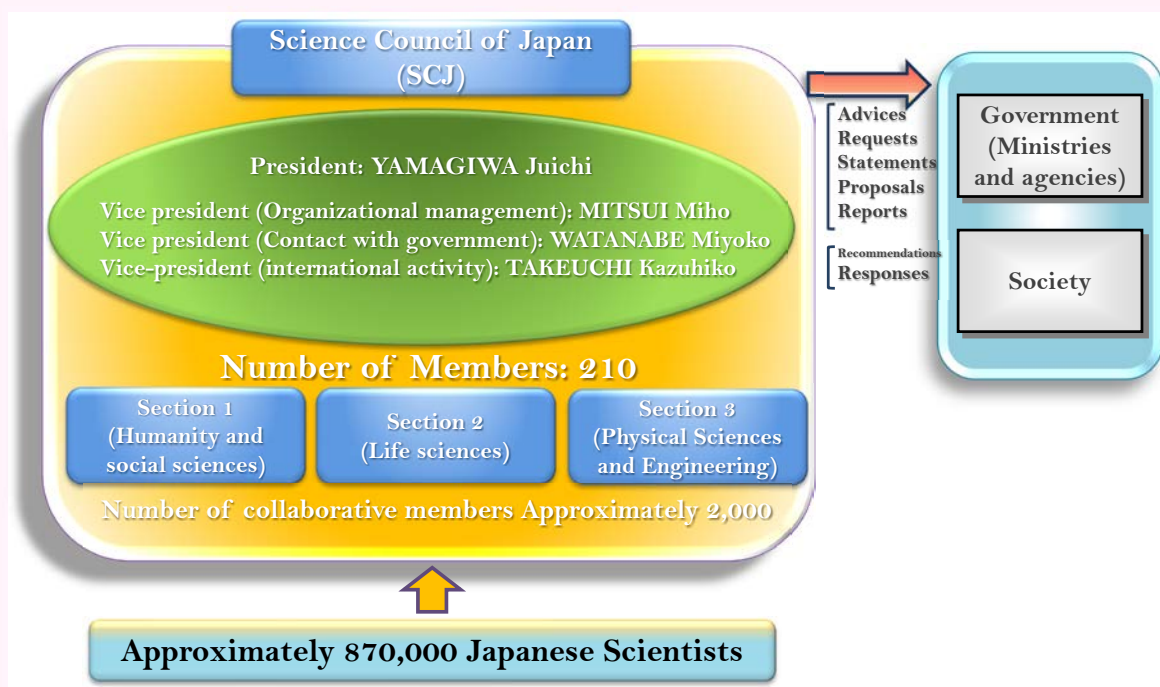 Science Council of Japan
(SCJ)
President: YAMAGIWA Juichi
Vice president (Organizational management): MITSUI Miho
Vice president (Contact with government): WATANABE Miyoko
Vice-president (international activity): TAKEUCHI Kazuhiko
Number of Members: 210
Section 1
(Humanity and
social sciences)
Section 2
(Life sciences)
Section 3
(Physical Sciences
and Engineering)
Number of collaborative members Approximately 2,000
Approximately 870,000 Japanese Scientists
Advices
Requests
Statements
Proposals
Reports
Recommendations
Responses
Government
(Ministries
and agencies)
Society